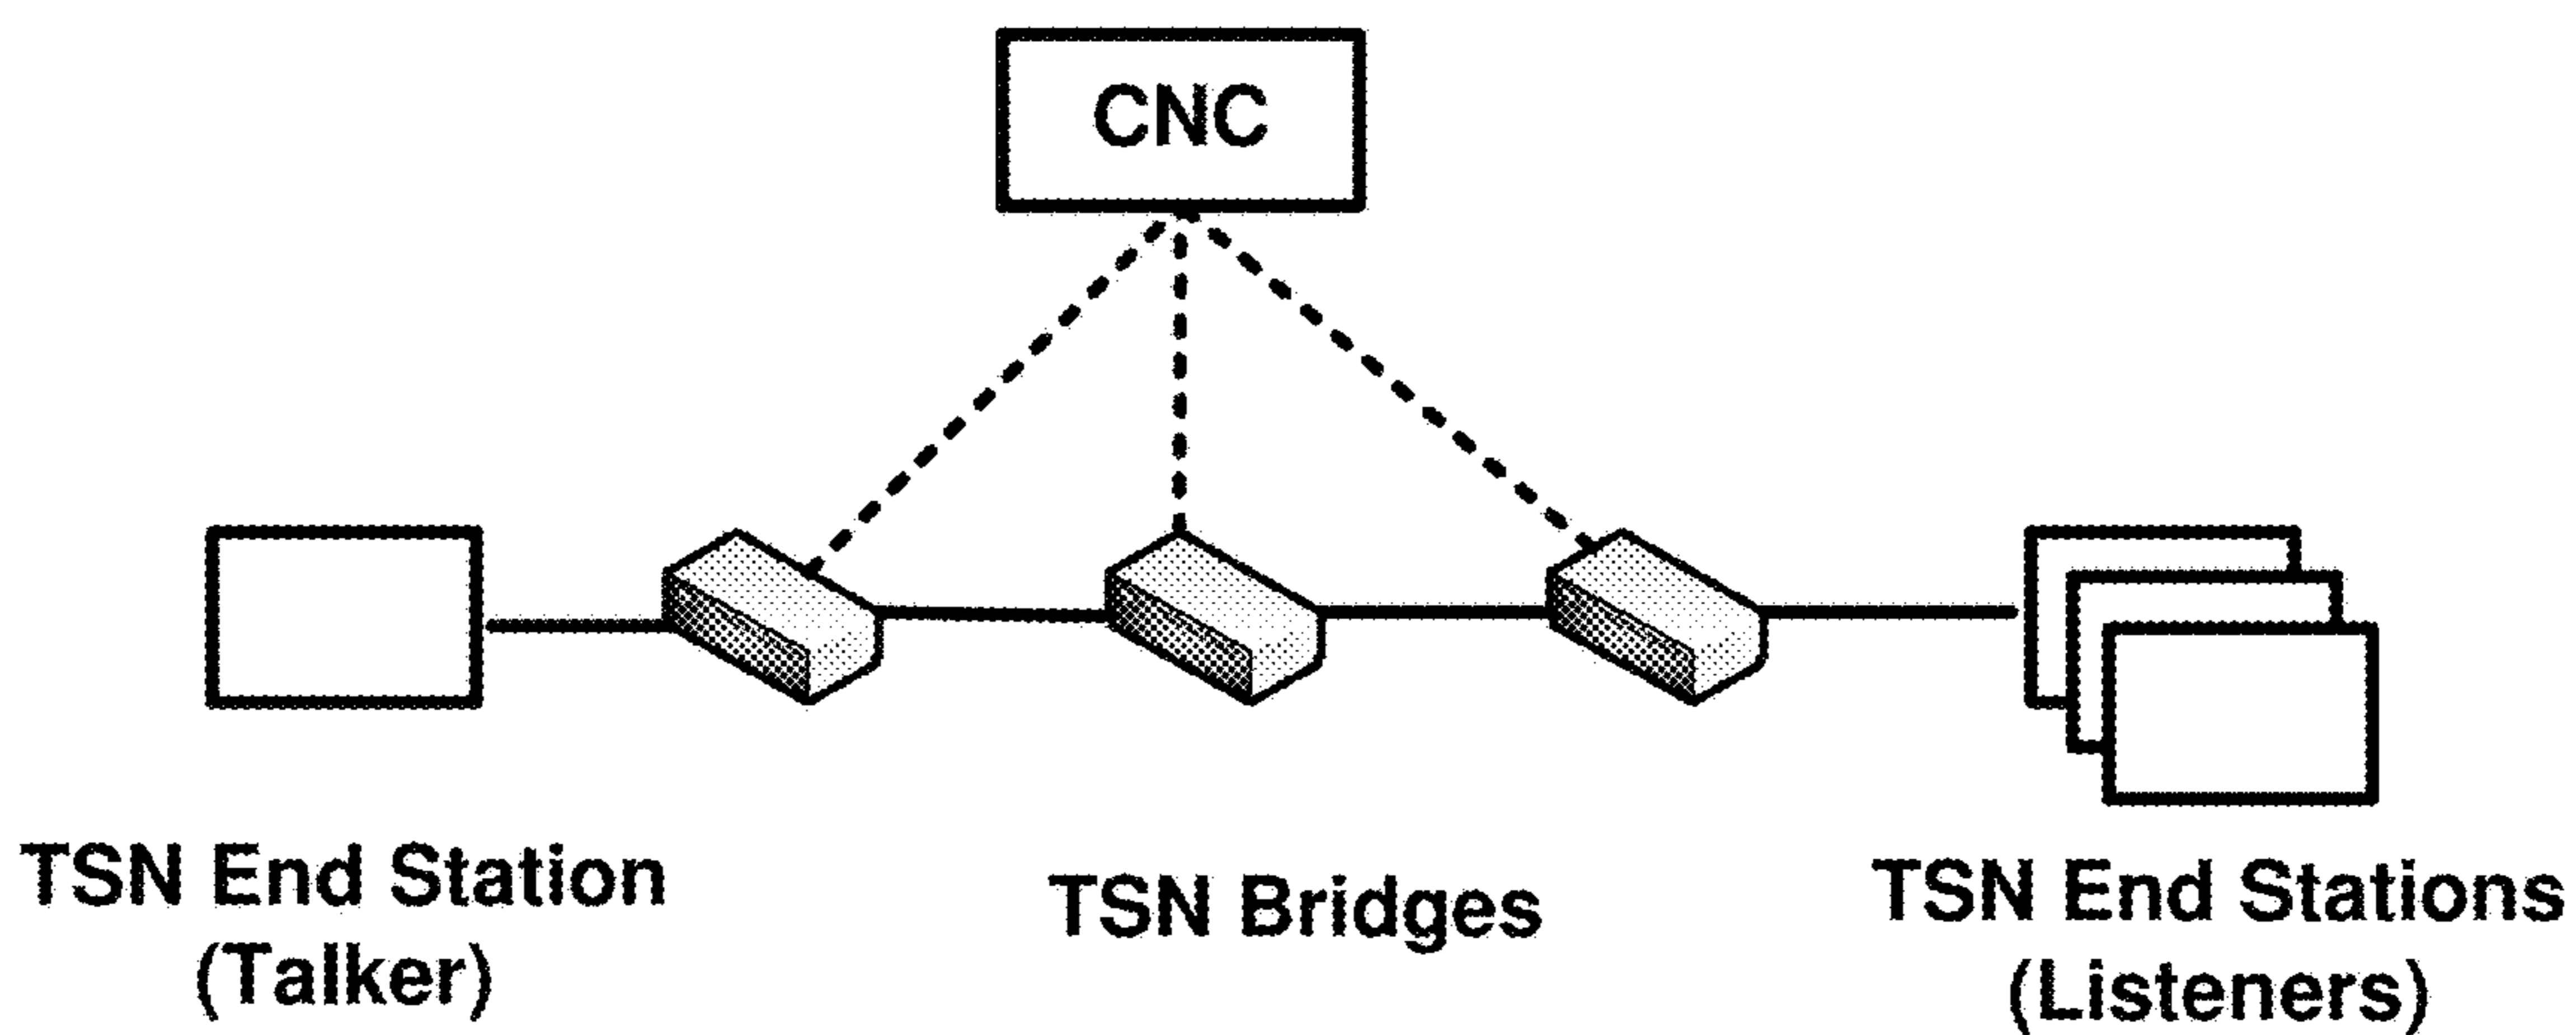 CNC
TSN End Station
(Talker)
TSN Bridges
TSN End Stations
(Listeners)